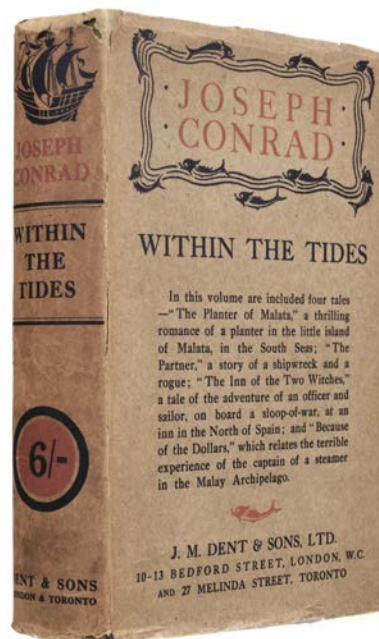 JOSEPH
CONRAD
WITHIN
THE
TIDES
6/-
DENT & SONS
LONDON & TORONTO
JOSEPH
CONRAD
WITHIN THE TIDES
In this volume are included four tales
—"The Planter of Malata," a thrilling
romance of a planter in the little island
of Malata, in the South Seas; "The
Partner," a story of a shipwreck and a
rogue; "The Inn of the Two Witches,"
a tale of the adventure of an officer and
sailor, on board a sloop-of-war, at an
inn in the North of Spain; and "Because
of the Dollars," which relates the terrible
experience of the captain of a steamer
in the Malay Archipelago.
J. M. DENT & SONS, LTD.
10-13 BEDFORD STREET, LONDON, W.C.
AND 27 MELINDA STREET, TORONTO